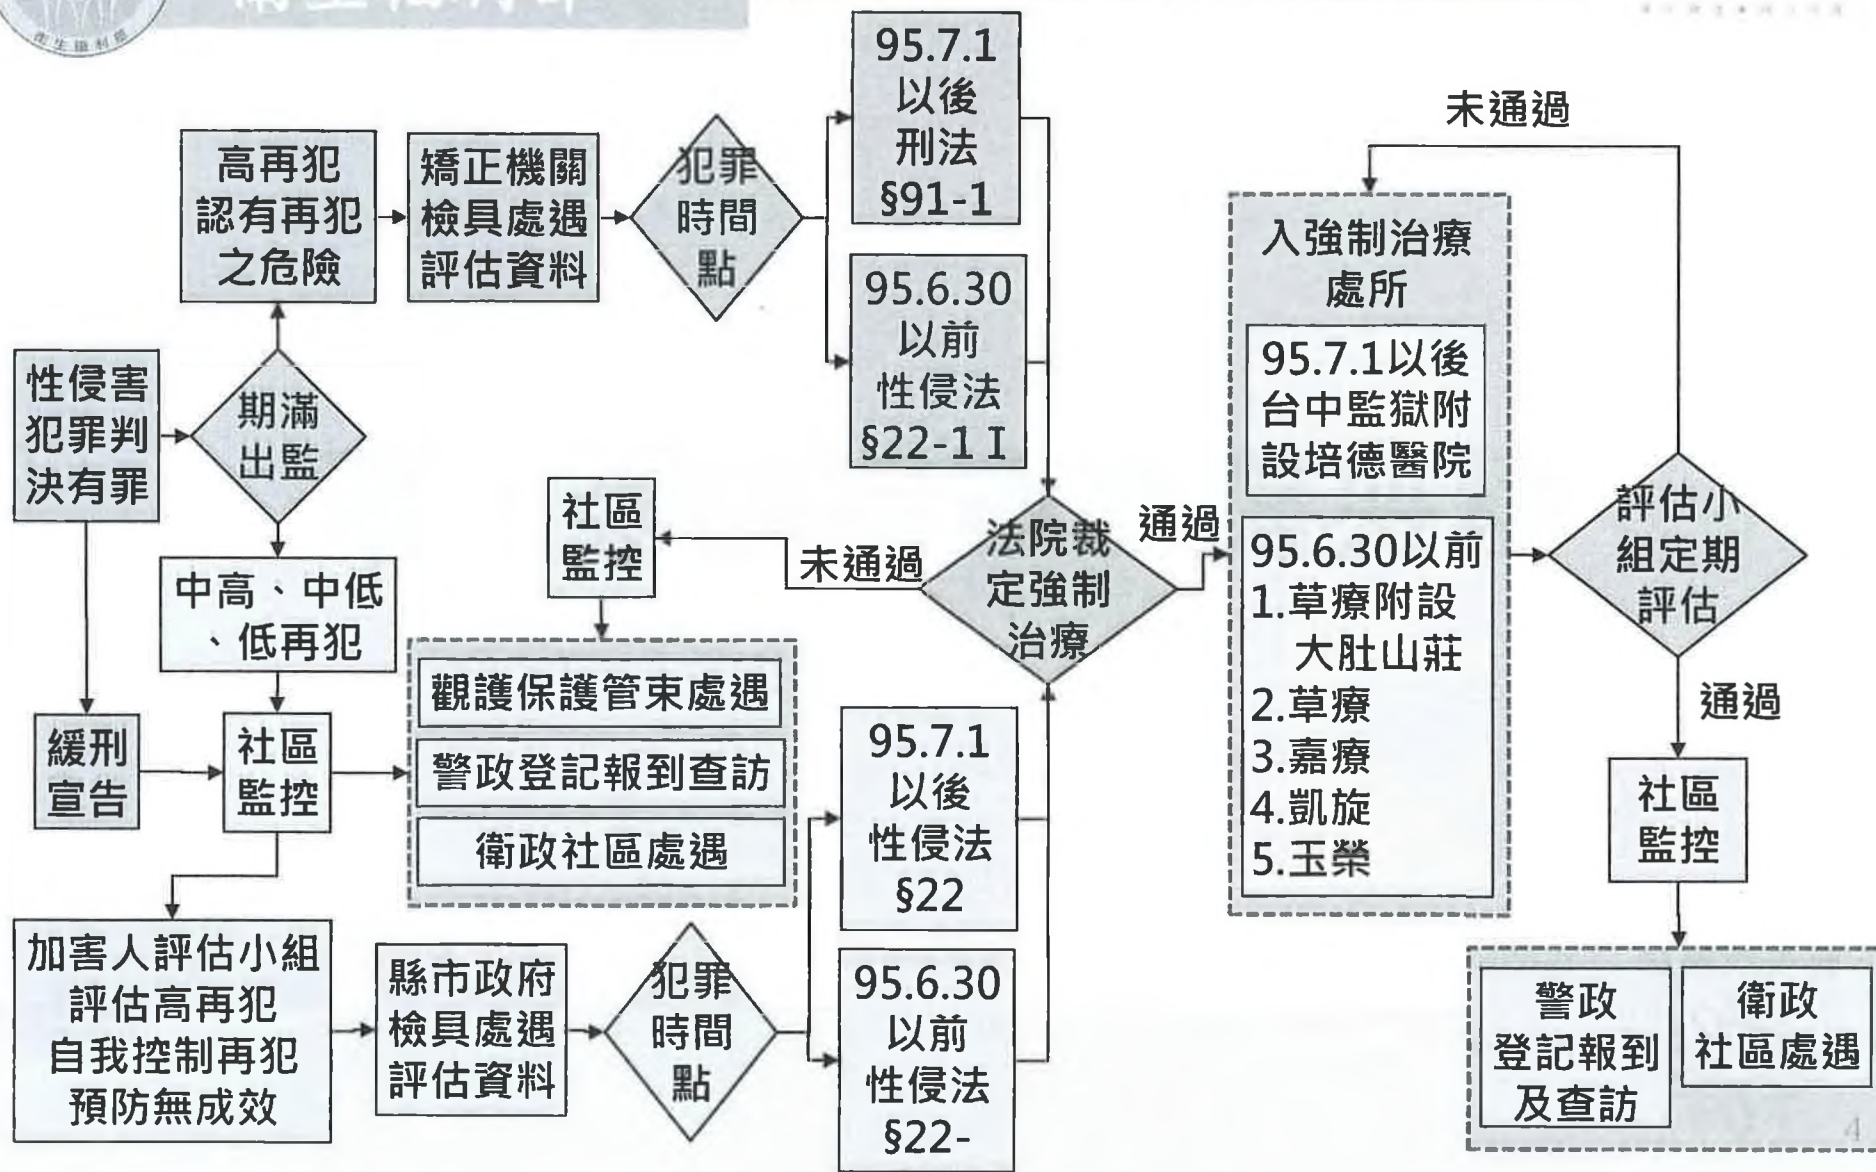 衛生福利部
95.7.1
以後
刑法
§91-1
高再犯
認有再犯
之危險
矯正機關
檢具處遇
評估資料
犯罪
時間
點
95.6.30
以前
性侵法
§22-1 I
性侵害
犯罪判
決有罪
期滿
出監
中高、中低
、低再犯
緩刑
宣告
社區
監控
社區
監控
未通過
觀護保護管束處遇
警政登記報到查訪
衛政社區處遇
法院裁
定強制
治療
通過
加害人評估小組
評估高再犯
自我控制再犯
預防無成效
縣市政府
檢具處遇
評估資料
犯罪
時間
點
95.7.1
以後
性侵法
§22
95.6.30
以前
性侵法
§22-
未通過
入強制治療
處所
95.7.1以後
台中監獄附
設培德醫院
95.6.30以前
1.草療附設
大肚山莊
2.草療
3.嘉療
4.凱旋
5.玉榮
評估小
組定期
評估
通過
社區
監控
警政
登記報到
及查訪
衛政
社區處遇
4